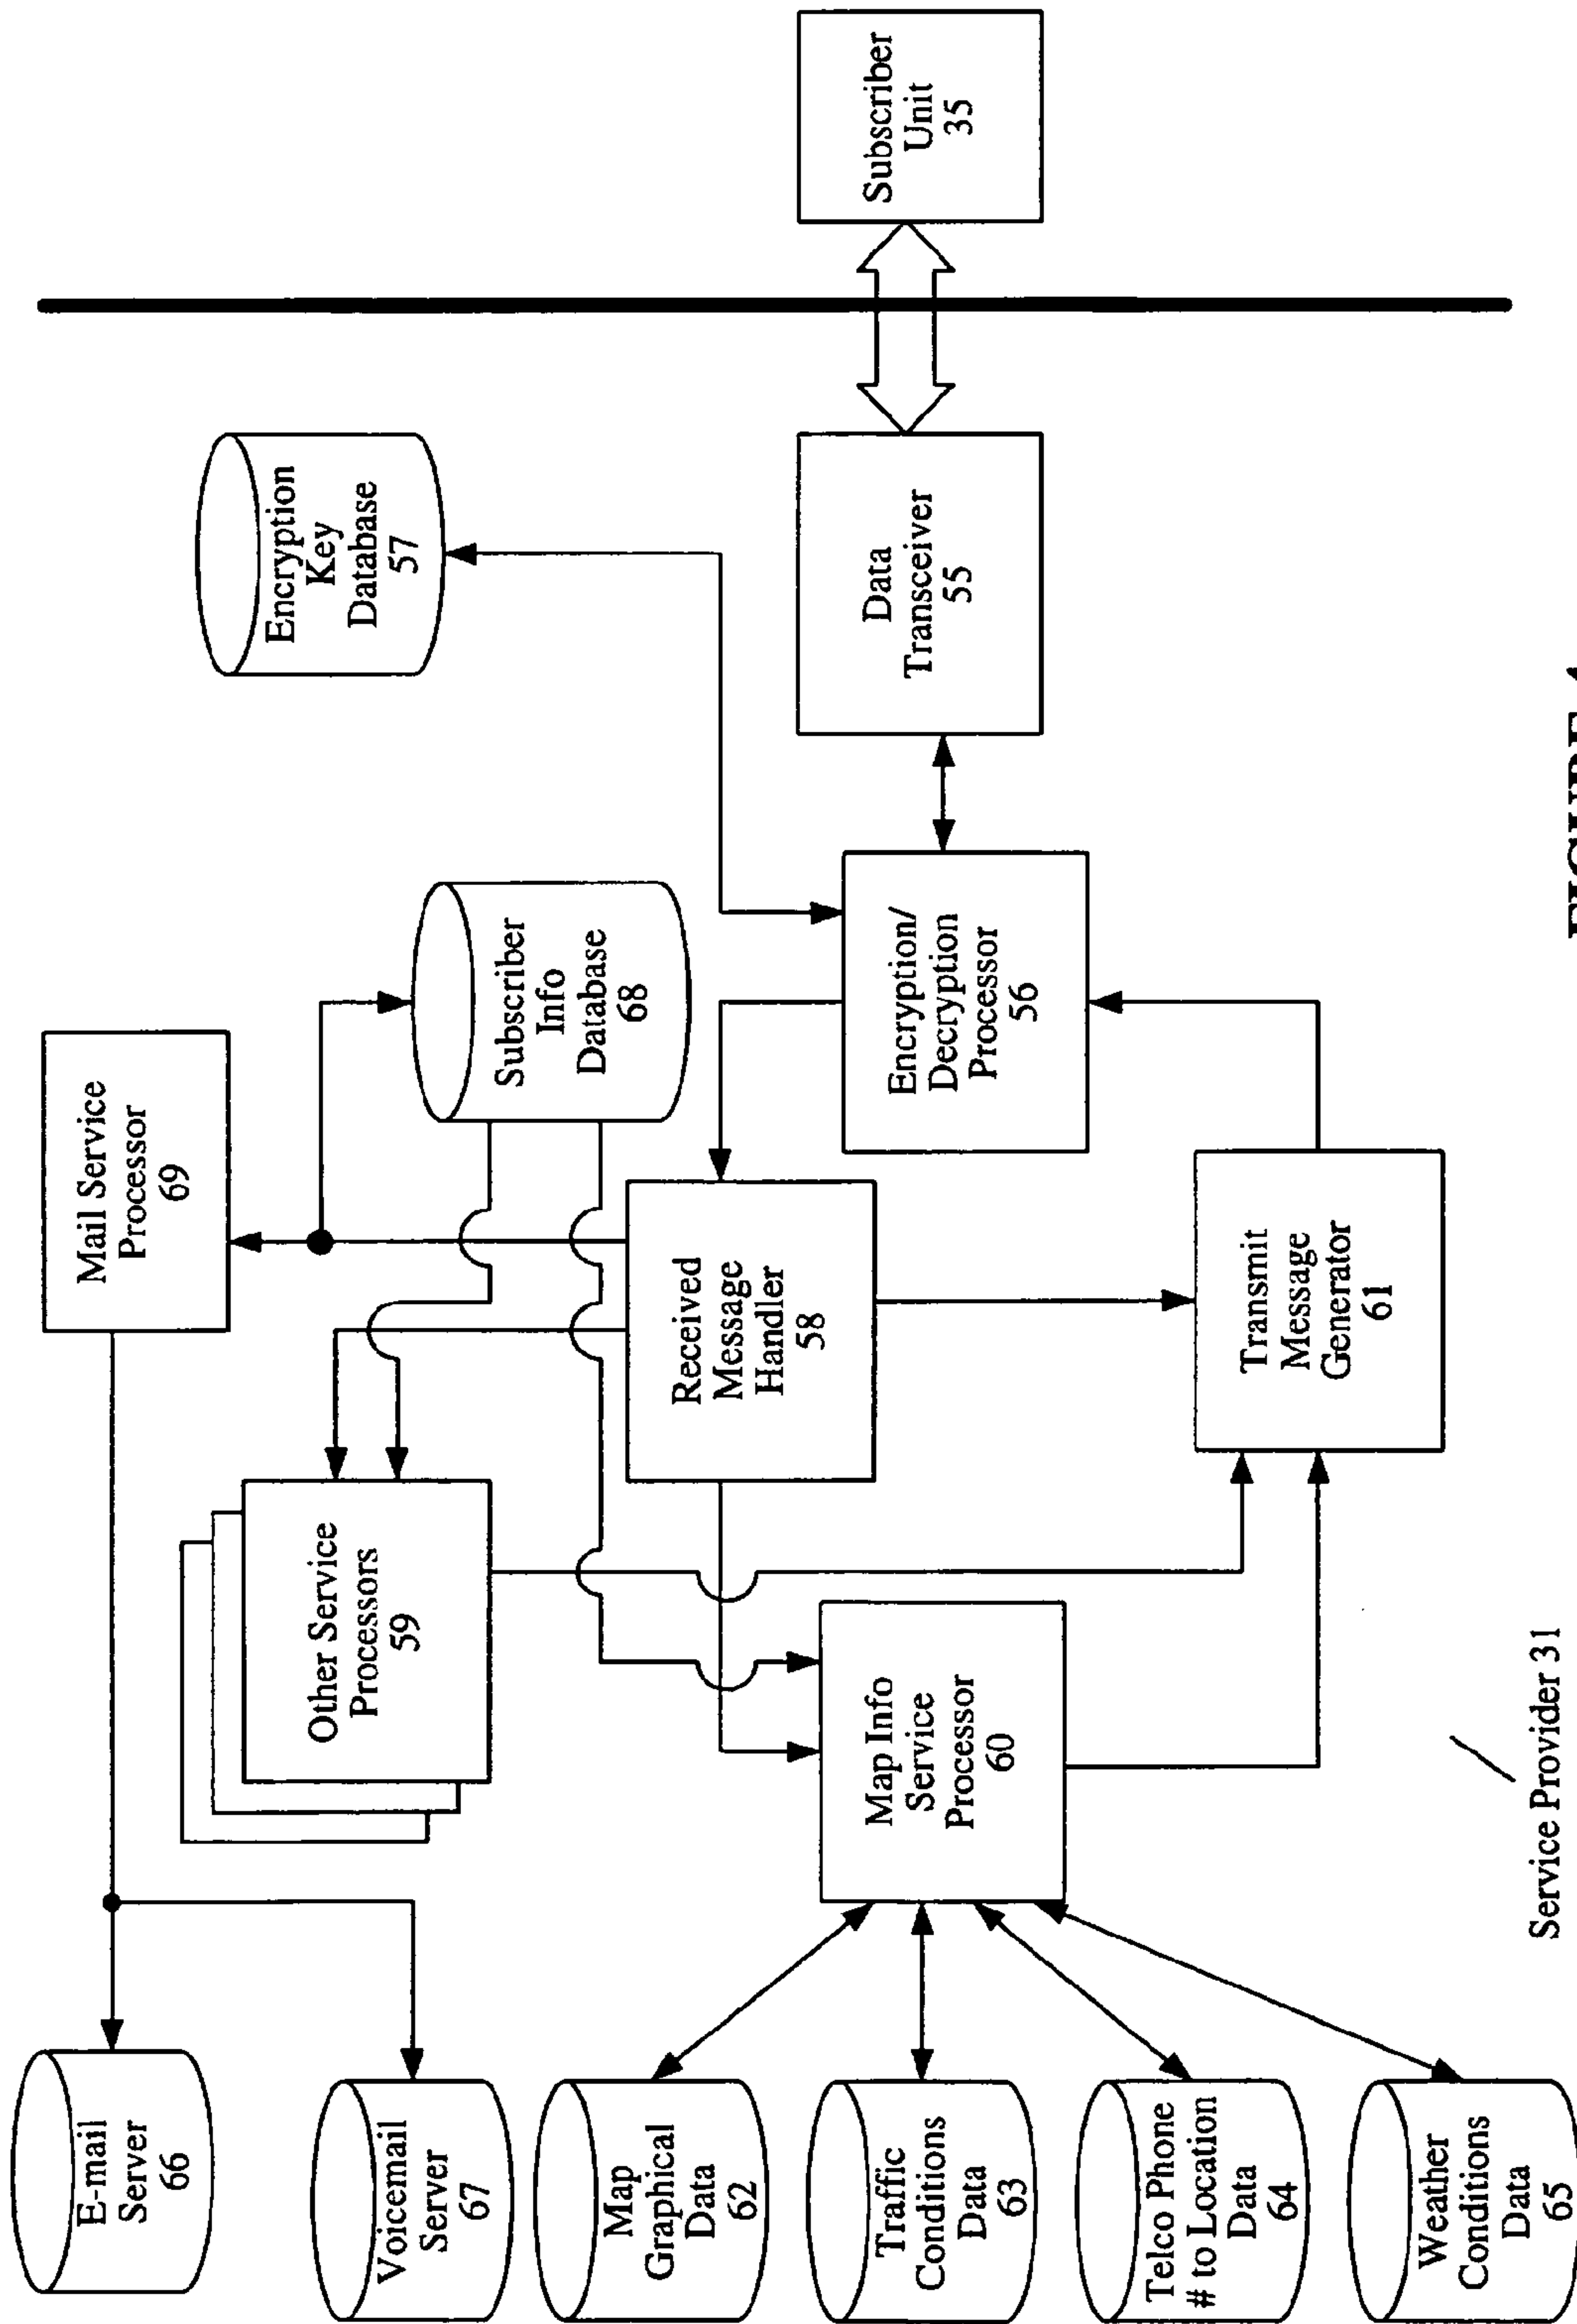 E-mail
Server
66
Voicemail
Server
67
Map
Graphical
Data
62
Traffic
Conditions
Data
63
Telco Phone
# to Location
Data
64
Weather
Conditions
Data
65
Other Service
Processors
59
Map Info
Service
Processor
60
Service Provider 31
Mail Service
Processor
69
Received
Message
Handler
58
Transmit
Message
Generator
61
Subscriber
Info
Database
68
Encryption/
Decryption
Processor
56
Encryption
Key
Database
57
Data
Transceiver
55
Subscriber
Unit
35